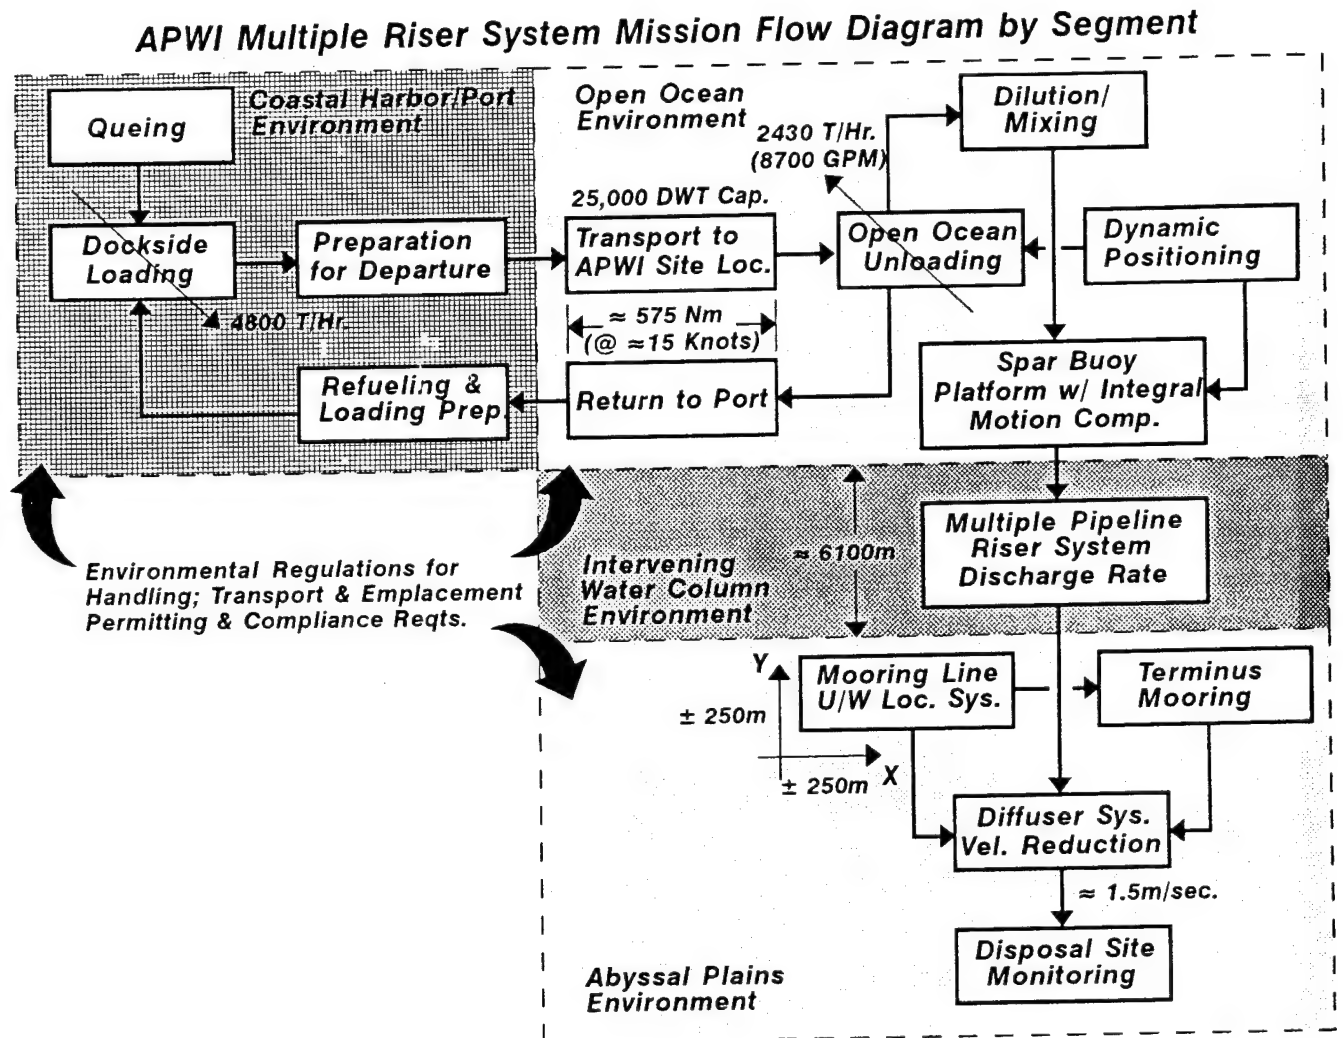 APWI Multiple Riser System Mission Flow Diagram by Segment
Queing
Coastal Harbor/Port
Environment
Dockside
Loading
4800 T/Hr.
Preparation
for Departure
Refueling &
Loading Prep.
Open Ocean
Environment
2430 T/Hr.
(8700 GPM)
Dilution/
Mixing
25,000 DWT Cap.
Transport to
APWI Site Loc.
Open Ocean
Unloading
Dynamic
Positioning
≈ 575 Nm
(@ ≈15 Knots)
Return to Port
Spar Buoy
Platform w/ Integral
Motion Comp.
Environmental Regulations for
Handling; Transport & Emplacement
Permitting & Compliance Reqts.
Intervening
Water Column
Environment
≈ 6100m
Multiple Pipeline
Riser System
Discharge Rate
Y
± 250m
X
± 250m
Mooring Line
U/W Loc. Sys.
Terminus
Mooring
Diffuser Sys.
Vel. Reduction
≈ 1.5m/sec.
Disposal Site
Monitoring
Abyssal Plains
Environment